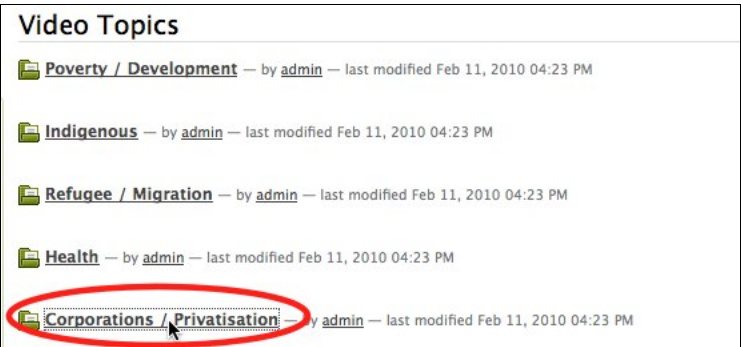 Video Topics
Poverty / Development — by admin — last modified Feb 11, 2010 04:23 PM
Indigenous — by admin — last modified Feb 11, 2010 04:23 PM
Refugee / Migration — by admin — last modified Feb 11, 2010 04:23 PM
Health — by admin — last modified Feb 11, 2010 04:23 PM
Corporations / Privatisation — by admin — last modified Feb 11, 2010 04:23 PM